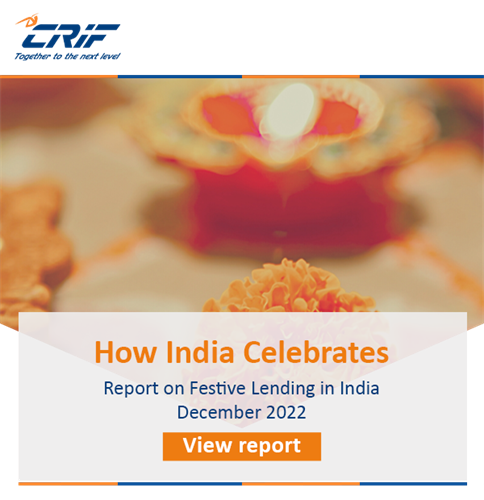 CRIF
Together to the next level
How India Celebrates
Report on Festive Lending in India
December 2022
View report